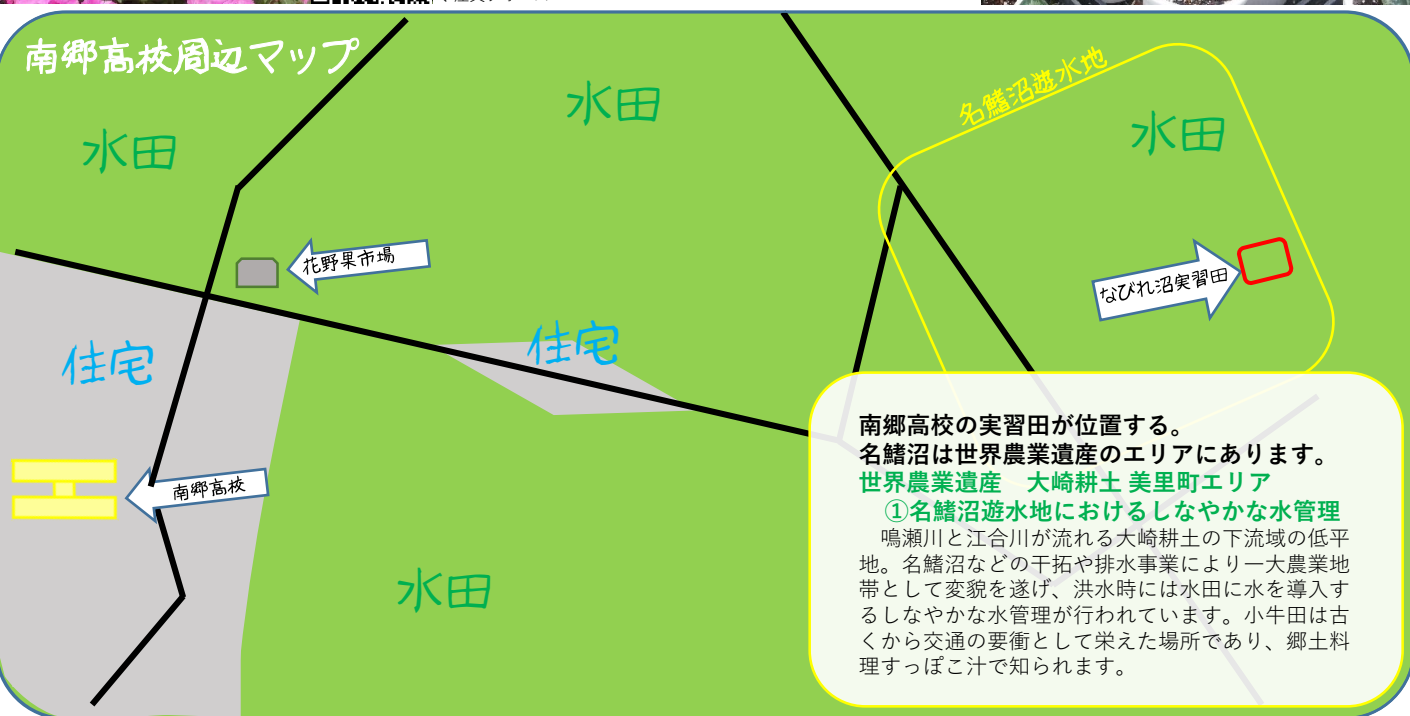 南郷高校周辺マップ
水田
水田
水田
名鰭沼遊水地
花野果市場
なびれ沼実習田
住宅
住宅
南郷高校
水田
南郷高校の実習田が位置する。
名鰭沼は世界農業遺産のエリアにあります。
世界農業遺産　大崎耕土 美里町エリア
①名鰭沼遊水地におけるしなやかな水管理
　鳴瀬川と江合川が流れる大崎耕土の下流域の低平
地。名鰭沼などの干拓や排水事業により一大農業地
帯として変貌を遂げ、洪水時には水田に水を導入す
るしなやかな水管理が行われています。小牛田は古
くから交通の要衝として栄えた場所であり、郷土料
理すっぽこ汁で知られます。